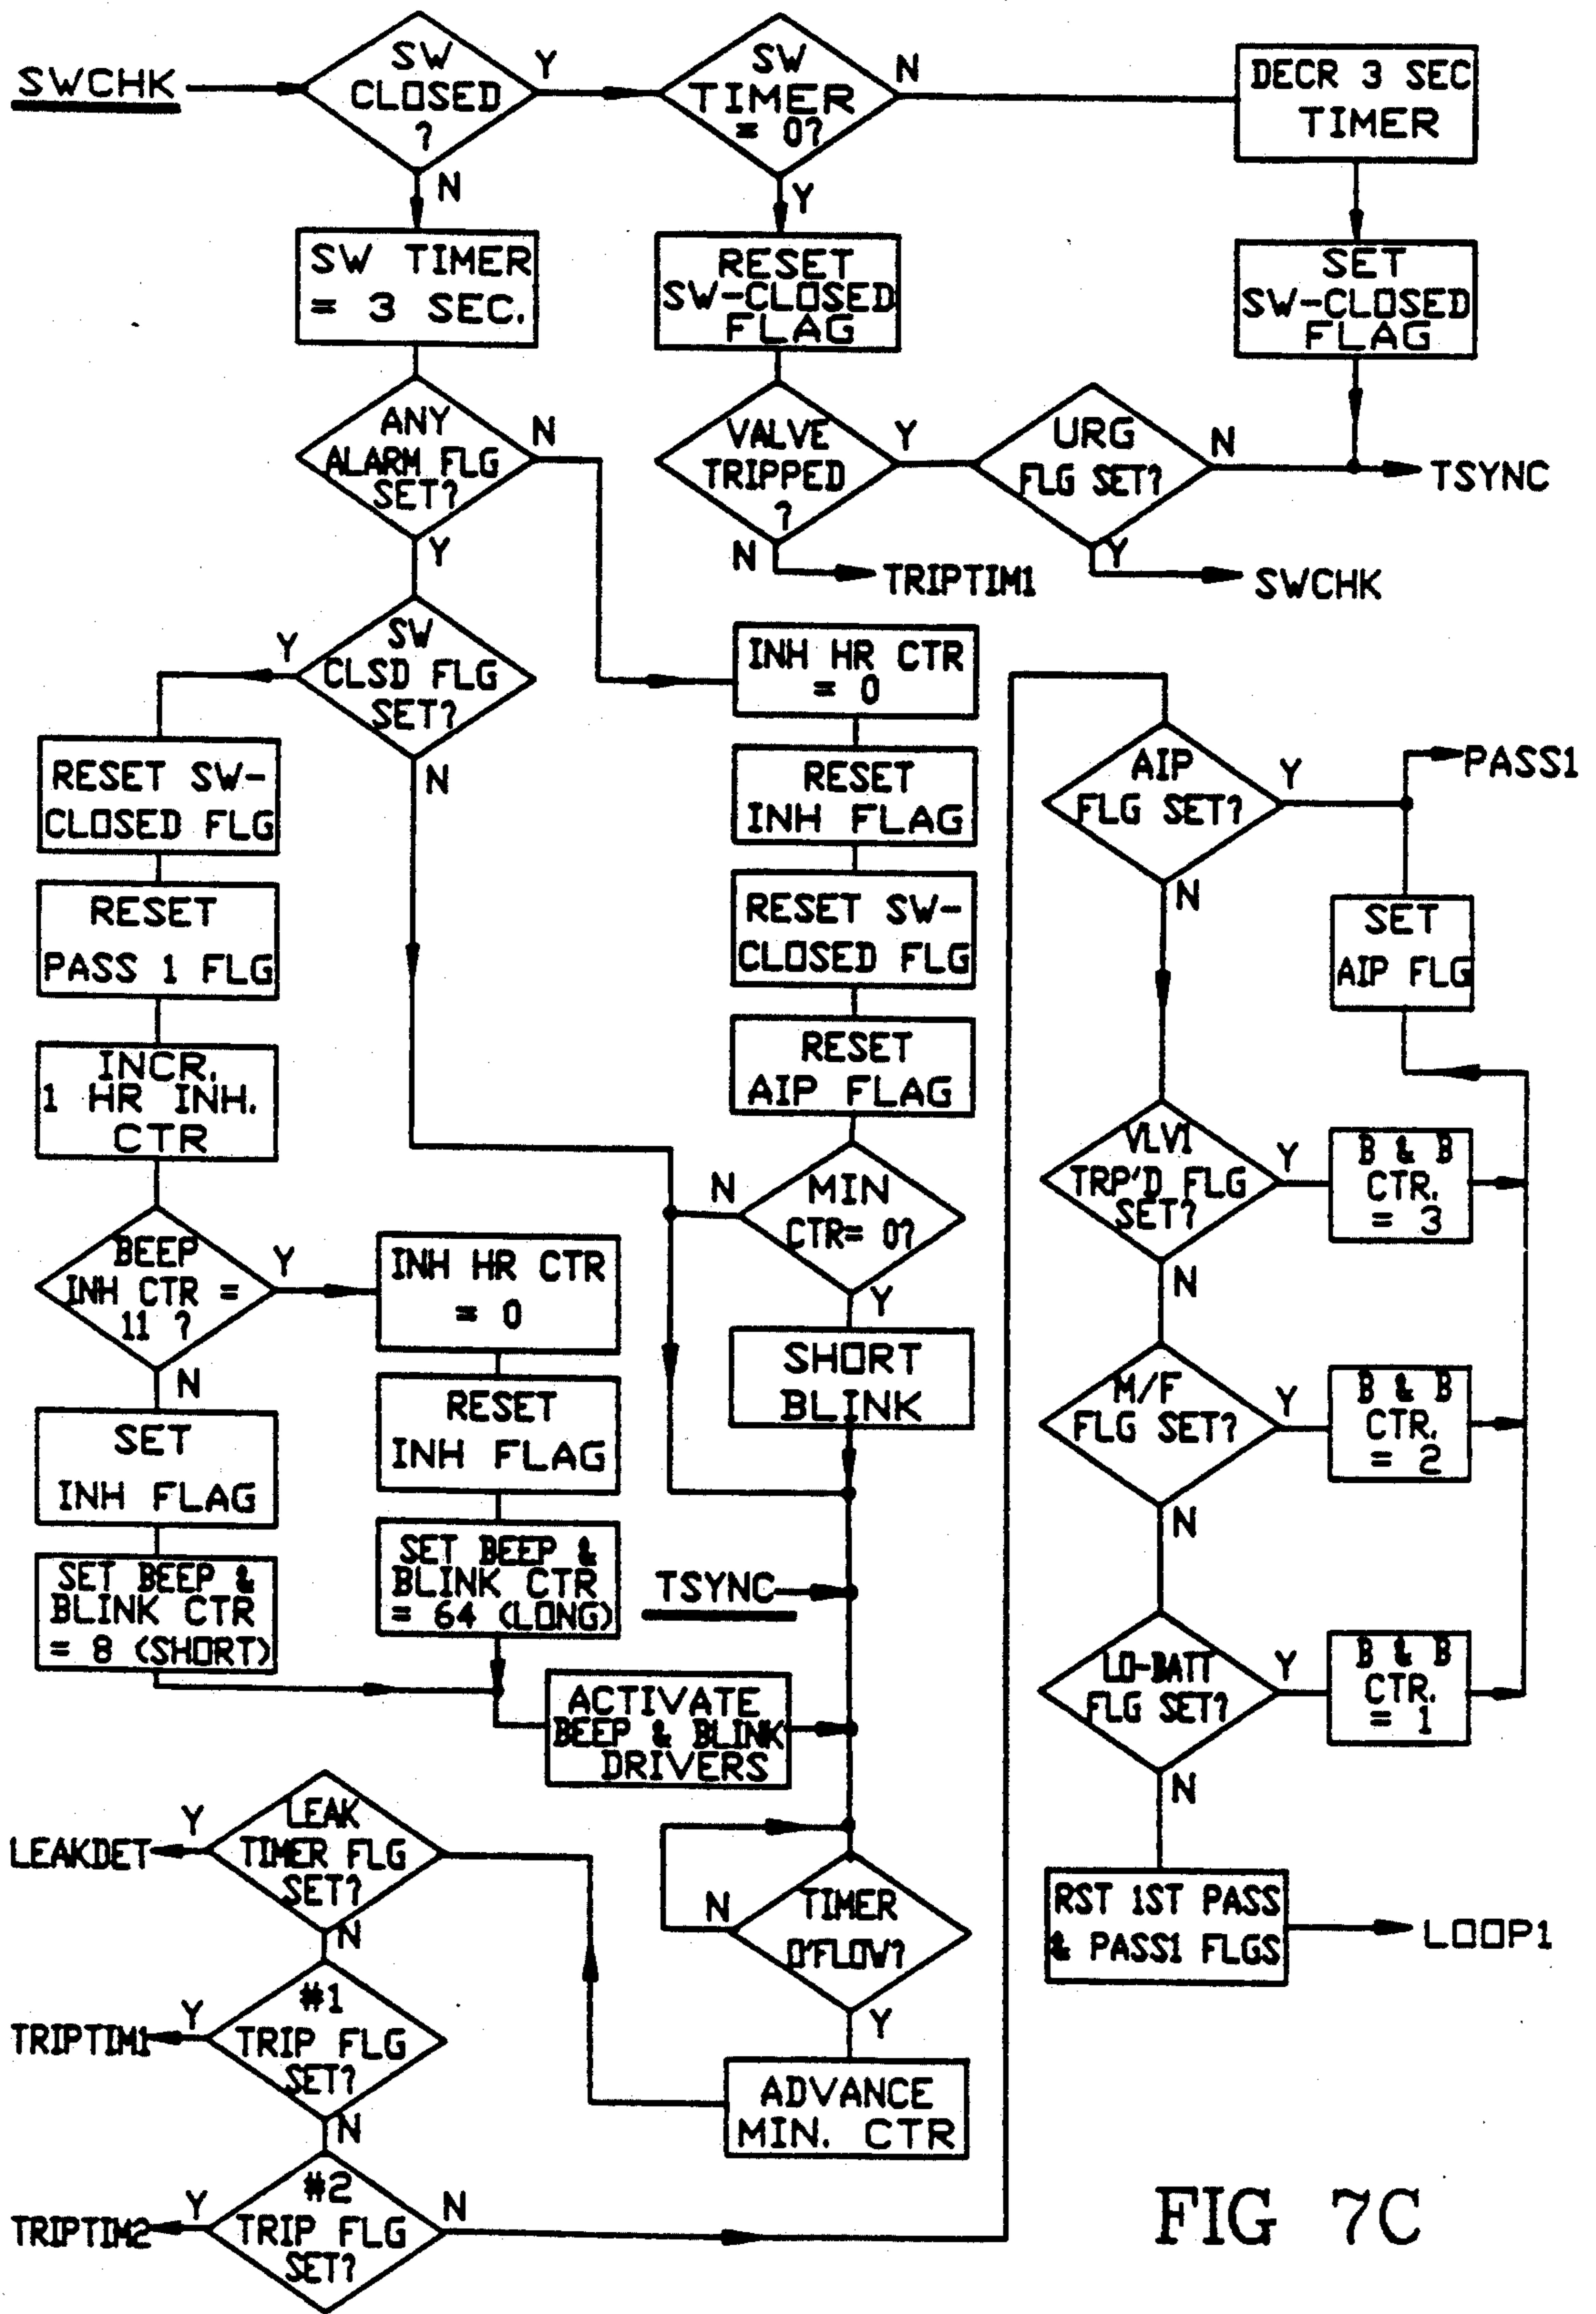 SWCHK
SW
CLOSED
?
Y
N
SW
TIMER
= 0?
N
Y
DECR 3 SEC
TIMER
SW TIMER
= 3 SEC.
RESET
SW-CLOSED
FLAG
SET
SW-CLOSED
FLAG
ANY
ALARM FLG
SET?
N
Y
VALVE
TRIPPED
?
Y
N
TRIPTIM1
URG
FLG SET?
N
Y
TSYNC
SWCHK
SW
CLSD FLG
SET?
Y
N
INH HR CTR
= 0
RESET
INH FLAG
RESET SW-
CLOSED FLG
RESET
AIP FLAG
MIN
CTR= 0?
N
Y
SHORT
BLINK
RESET SW-
CLOSED FLG
RESET
PASS 1 FLG
INCR.
1 HR INH.
CTR
BEEP
INH CTR =
11 ?
Y
N
INH HR CTR
= 0
RESET
INH FLAG
SET BEEP &
BLINK CTR
= 64 (LONG)
SET
INH FLAG
SET BEEP &
BLINK CTR
= 8 (SHORT)
TSYNC
ACTIVATE
BEEP & BLINK
DRIVERS
TIMER
O'FLOW?
N
Y
ADVANCE
MIN. CTR
LEAK
TIMER FLG
SET?
Y
N
LEAKDET
#1
TRIP FLG
SET?
Y
N
TRIPTIM1
#2
TRIP FLG
SET?
Y
N
TRIPTIM2
AIP
FLG SET?
Y
N
PASS1
SET
AIP FLG
VLV1
TRP'D FLG
SET?
Y
N
B & B
CTR.
= 3
M/F
FLG SET?
Y
N
B & B
CTR.
= 2
LO-BATT
FLG SET?
Y
N
B & B
CTR.
= 1
RST 1ST PASS
& PASS1 FLGS
LOOP1
FIG 7C